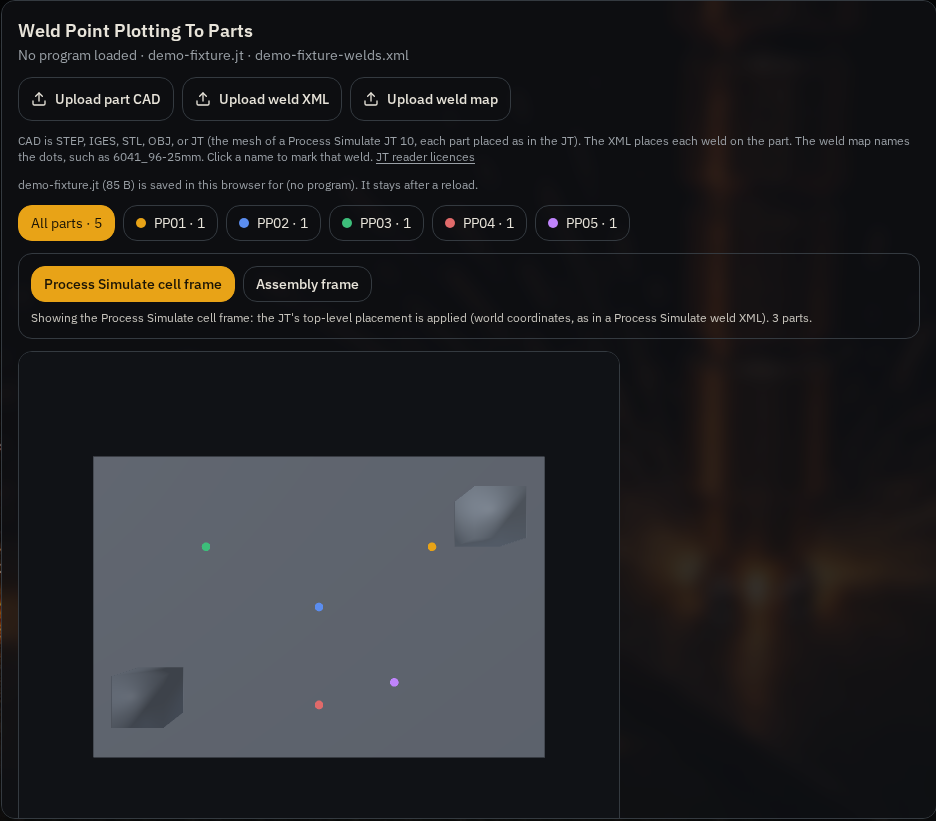 Weld Point Plotting To Parts
No program loaded · demo-fixture.jt · demo-fixture-welds.xml
Upload part CAD
Upload weld XML
Upload weld map
CAD is STEP, IGES, STL, OBJ, or JT (the mesh of a Process Simulate JT 10, each part placed as in the JT). The XML places each weld on the part. The weld map names
the dots, such as 6041_96-25mm. Click a name to mark that weld. JT reader licences
demo-fixture.jt (85 B) is saved in this browser for (no program). It stays after a reload.
All parts · 5
PP01 · 1
PP02 · 1
PP03 · 1
PP04 · 1
PP05 · 1
Process Simulate cell frame
Assembly frame
Showing the Process Simulate cell frame: the JT's top-level placement is applied (world coordinates, as in a Process Simulate weld XML). 3 parts.